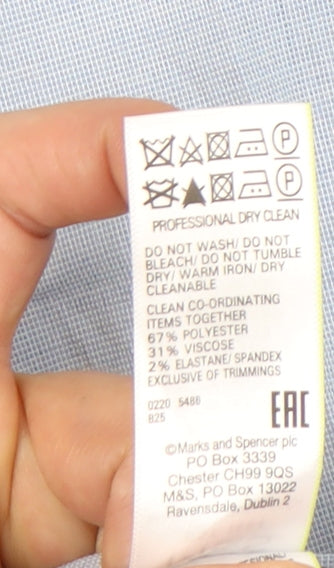 P
P
PROFESSIONAL DRY CLEAN
DO NOT WASH/ DO NOT
BLEACH/ DO NOT TUMBLE
DRY/ WARM IRON/ DRY
CLEANABLE
CLEAN CO-ORDINATING
ITEMS TOGETHER
67% POLYESTER
31% VISCOSE
2% ELASTANE/ SPANDEX
EXCLUSIVE OF TRIMMINGS
0220 5486
825
EAC
©Marks and Spencer plc
PO Box 3339
Chester CH99 9QS
M&S, PO Box 13022
Ravensdale, Dublin 2